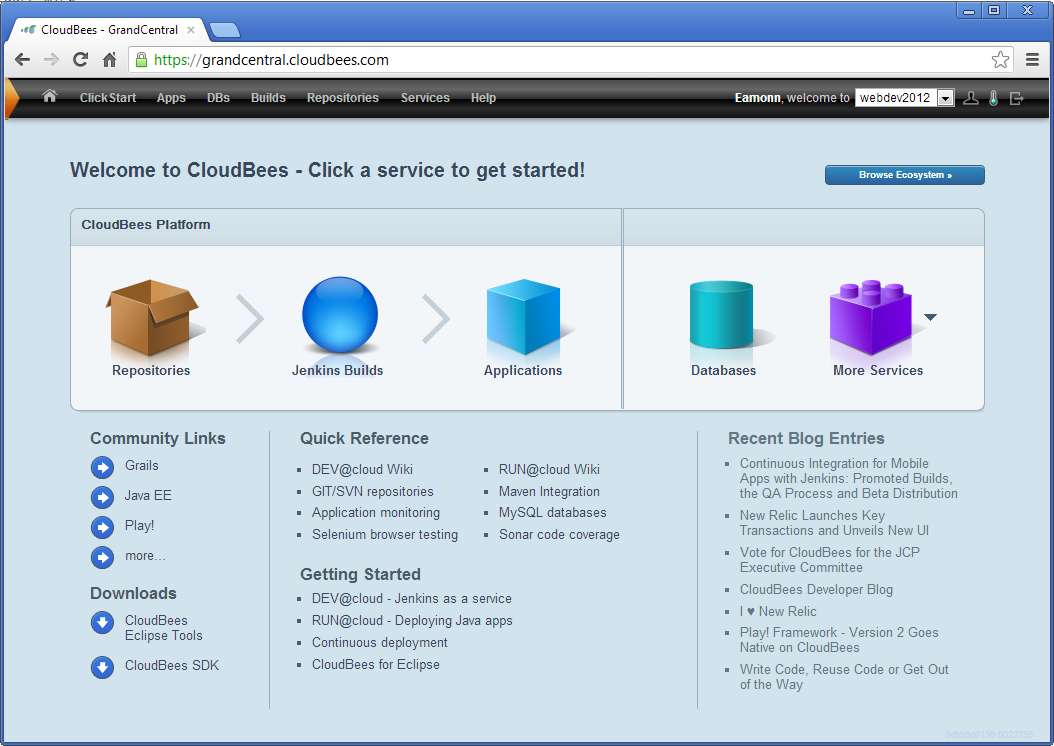 CloudBees - GrandCentral
https://grandcentral.cloudbees.com
ClickStart Apps DBs Builds Repositories Services Help
Eamonn, welcome to webdev2012
Welcome to CloudBees - Click a service to get started!
Browse Ecosystem »
CloudBees Platform
Repositories
Jenkins Builds
Applications
Databases
More Services
Community Links
Grails
Java EE
Play!
more...
Downloads
CloudBees
Eclipse Tools
CloudBees SDK
Quick Reference
DEV@cloud Wiki
GIT/SVN repositories
Application monitoring
Selenium browser testing
RUN@cloud Wiki
Maven Integration
MySQL databases
Sonar code coverage
Getting Started
DEV@cloud - Jenkins as a service
RUN@cloud - Deploying Java apps
Continuous deployment
CloudBees for Eclipse
Recent Blog Entries
Continuous Integration for Mobile
Apps with Jenkins: Promoted Builds,
the QA Process and Beta Distribution
New Relic Launches Key
Transactions and Unveils New UI
Vote for CloudBees for the JCP
Executive Committee
CloudBees Developer Blog
I ♥ New Relic
Play! Framework - Version 2 Goes
Native on CloudBees
Write Code, Reuse Code or Get Out
of the Way